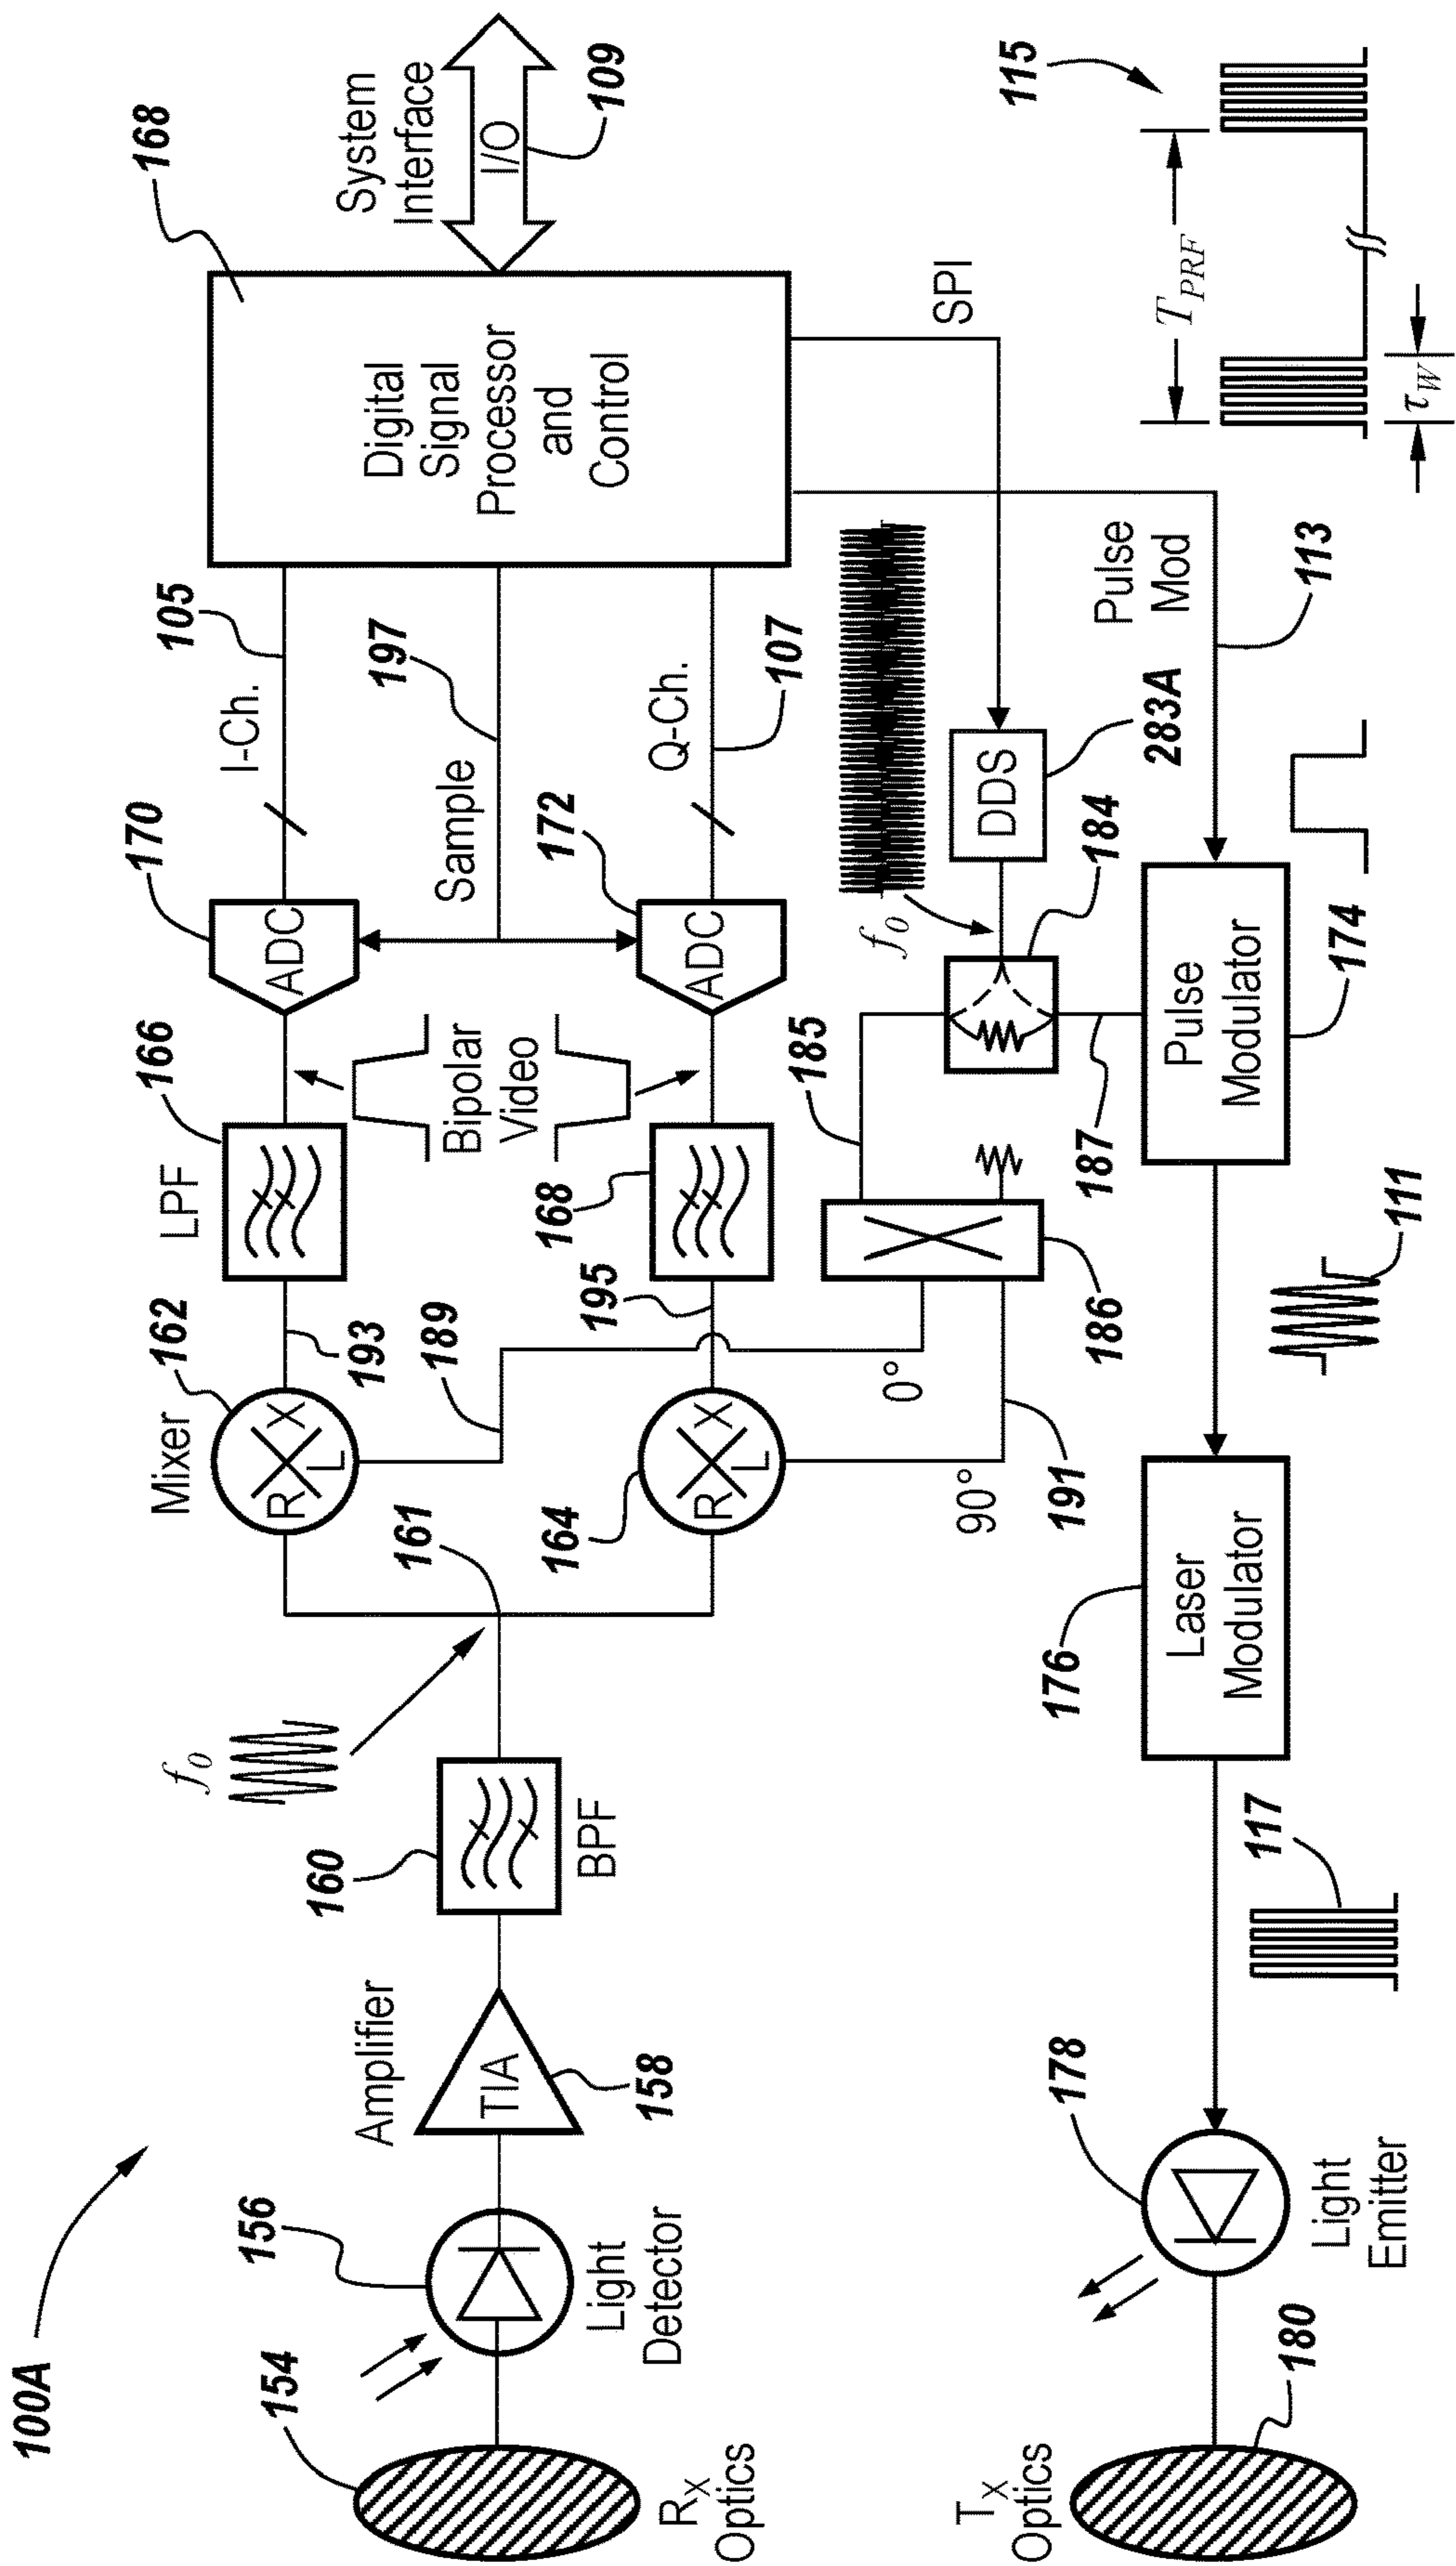 100A
154
RX
Optics
156
Light
Detector
Amplifier
TIA
158
160
BPF
f0
161
Mixer
162
R
X
L
193
189
164
R
X
L
195
0°
90°
191
186
LPF
166
168
Bipolar
Video
185
187
184
f0
DDS
283A
SPI
170
ADC
172
ADC
I-Ch.
105
Sample
197
Q-Ch.
107
168
Digital
Signal
Processor
and
Control
System
Interface
I/O
109
TX
Optics
180
178
Light
Emitter
117
176
Laser
Modulator
111
Pulse
Modulator
174
Pulse
Mod
113
115
TPRF
τW